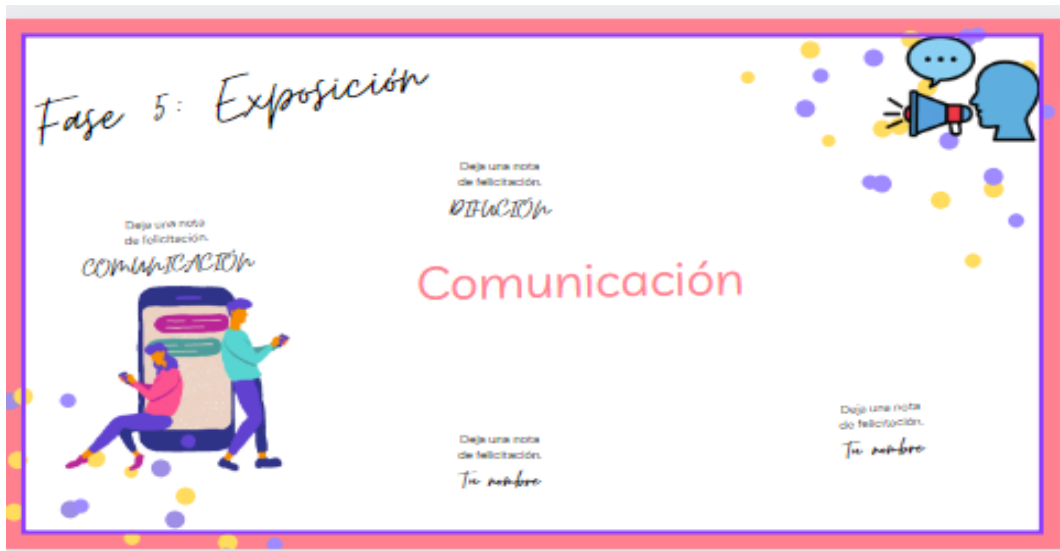 Fase 5: Exposición
Deja una nota
de felicitación.
DIFUCIÓN
Deja una nota
de felicitación.
COMUNICACIÓN
Comunicación
Deja una nota
de felicitación.
Tu nombre
Deja una nota
de felicitación.
Tu nombre